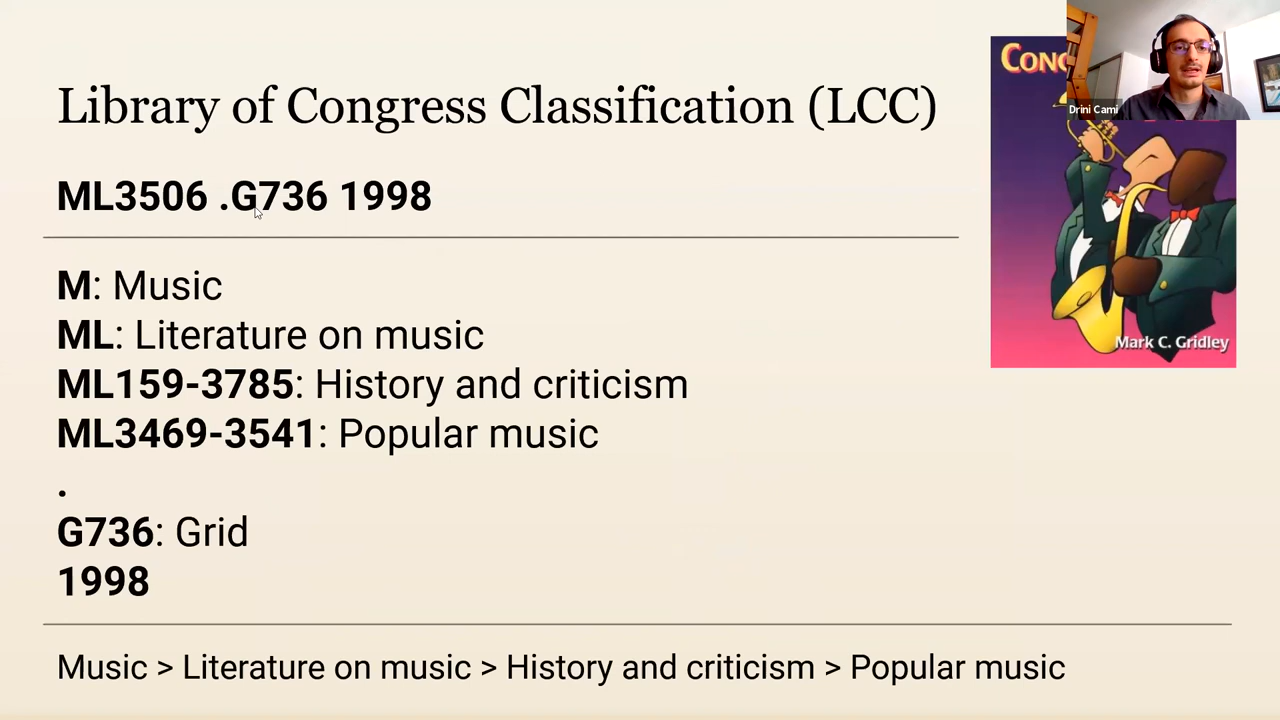 Library of Congress Classification (LCC)
ML3506 .G736 1998
M: Music
ML: Literature on music
ML159-3785: History and criticism
ML3469-3541: Popular music
.
G736: Grid
1998
Music > Literature on music > History and criticism > Popular music
Drini Cami
Mark C. Gridley